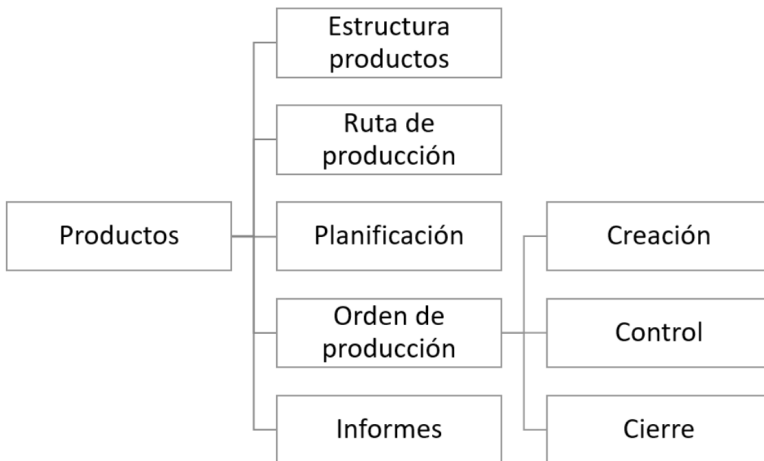 Estructura
productos
Ruta de
producción
Productos
Planificación
Creación
Orden de
producción
Control
Informes
Cierre